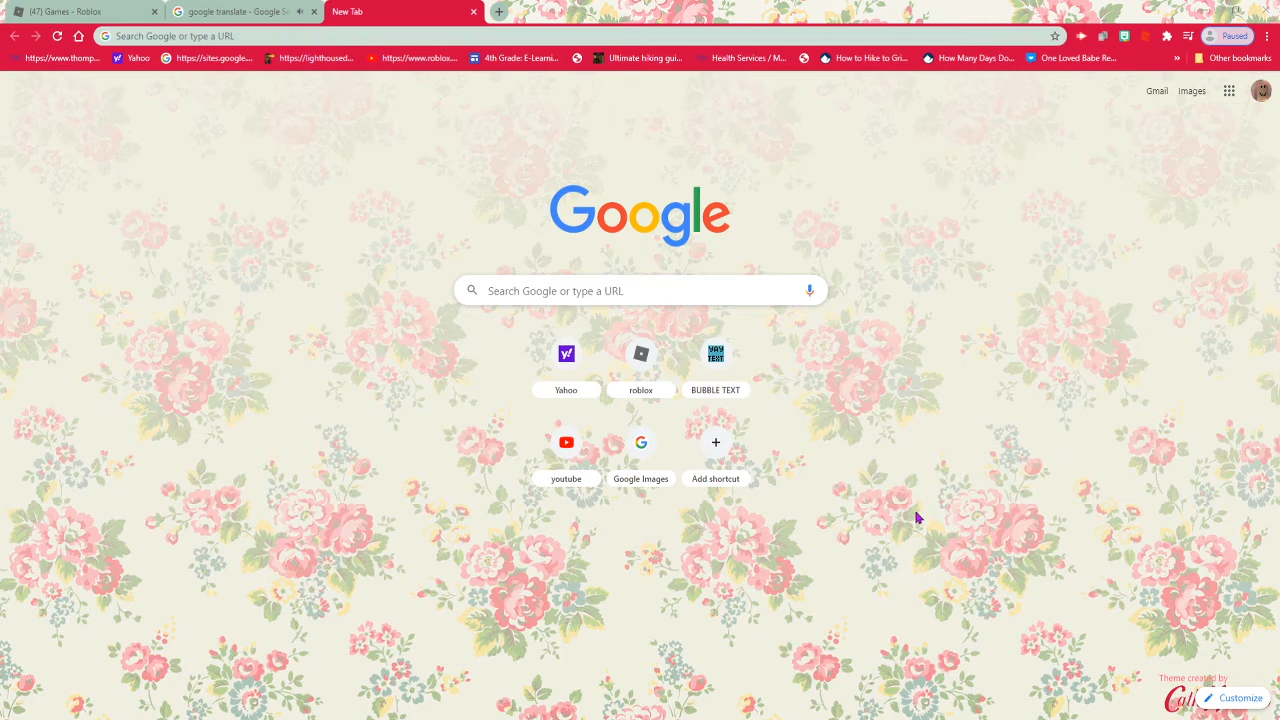 (47) Games - Roblox
google translate - Google Se
New Tab
Search Google or type a URL
Paused
https://www.thomp...
Yahoo
https://sites.google....
https://lighthoused...
https://www.roblox....
4th Grade: E-Learni...
Ultimate hiking gui...
Health Services / M...
How to Hike to Gri...
How Many Days Do...
One Loved Babe Re...
»
Other bookmarks
Gmail
Images
Google
Search Google or type a URL
y!
YAY
TEXT
Yahoo
roblox
BUBBLE TEXT
youtube
Google Images
Add shortcut
Theme created by
Customize